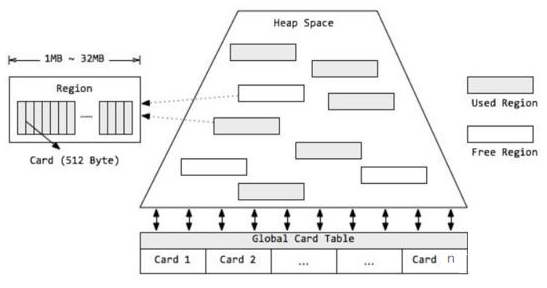 Heap Space
1MB ~ 32MB
Region
......
Card (512 Byte)
Used Region
Free Region
Global Card Table
Card 1
Card 2
...
...
Card n